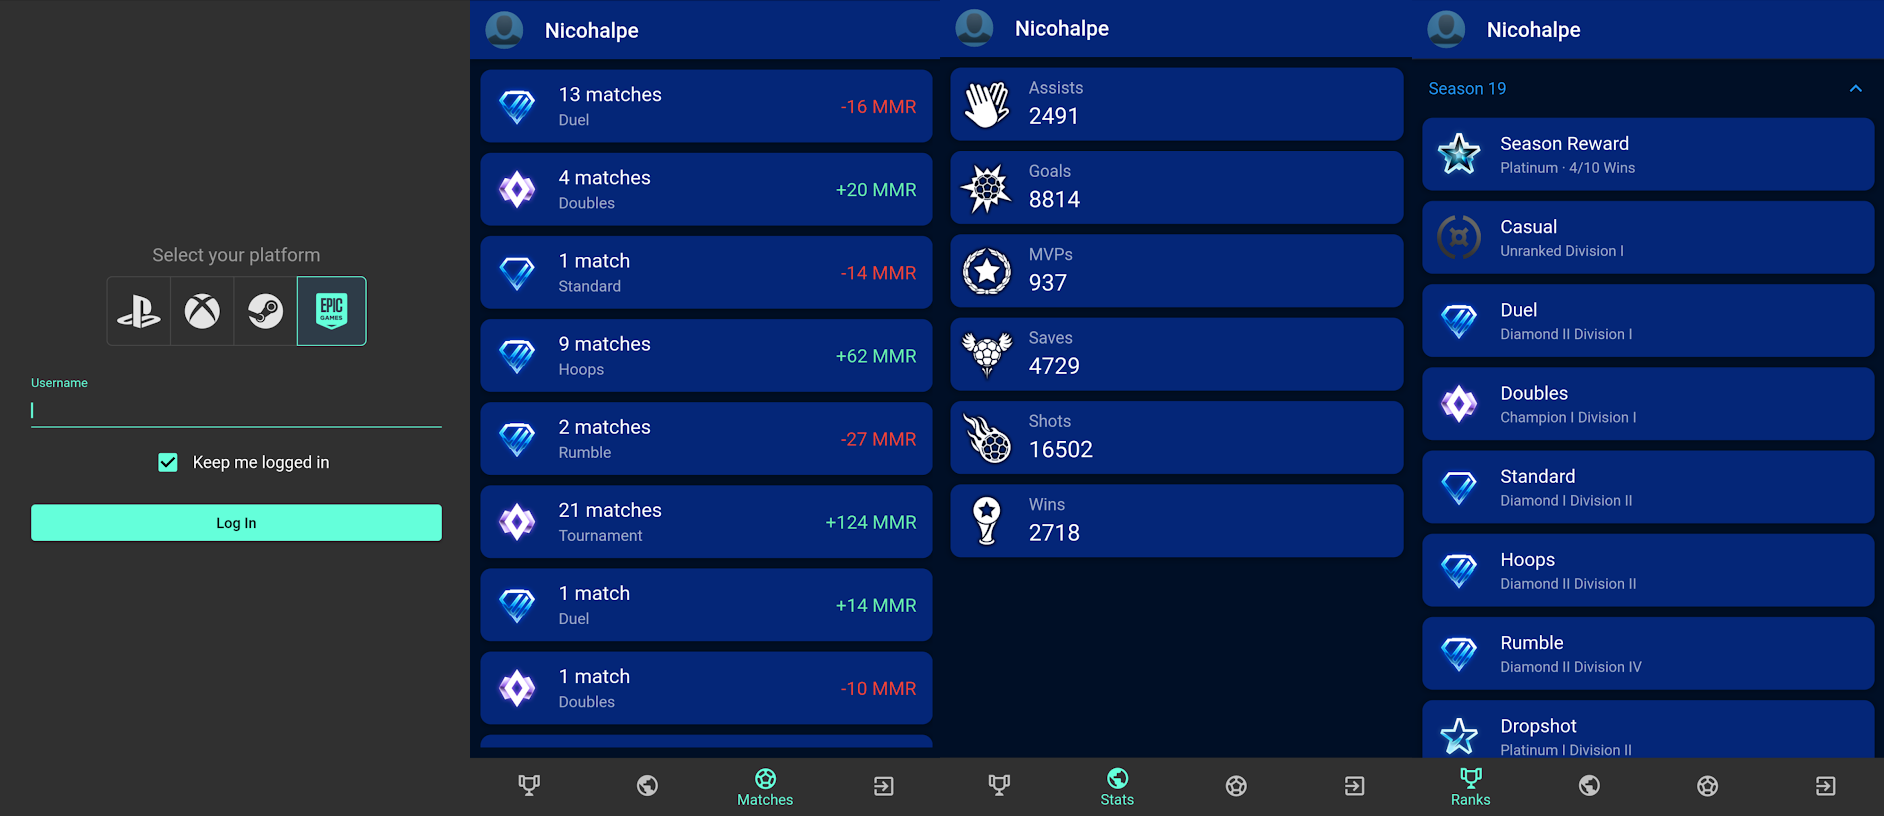 Select your platform
EPIC
GAMES
Username
Keep me logged in
Log In
Nicohalpe
13 matches
Duel
-16 MMR
4 matches
Doubles
+20 MMR
1 match
Standard
-14 MMR
9 matches
Hoops
+62 MMR
2 matches
Rumble
-27 MMR
21 matches
Tournament
+124 MMR
1 match
Duel
+14 MMR
1 match
Doubles
-10 MMR
Matches
Nicohalpe
Assists
2491
Goals
8814
MVPs
937
Saves
4729
Shots
16502
Wins
2718
Stats
Nicohalpe
Season 19
Season Reward
Platinum · 4/10 Wins
Casual
Unranked Division I
Duel
Diamond II Division I
Doubles
Champion I Division I
Standard
Diamond I Division II
Hoops
Diamond II Division II
Rumble
Diamond II Division IV
Dropshot
Platinum I Division II
Ranks